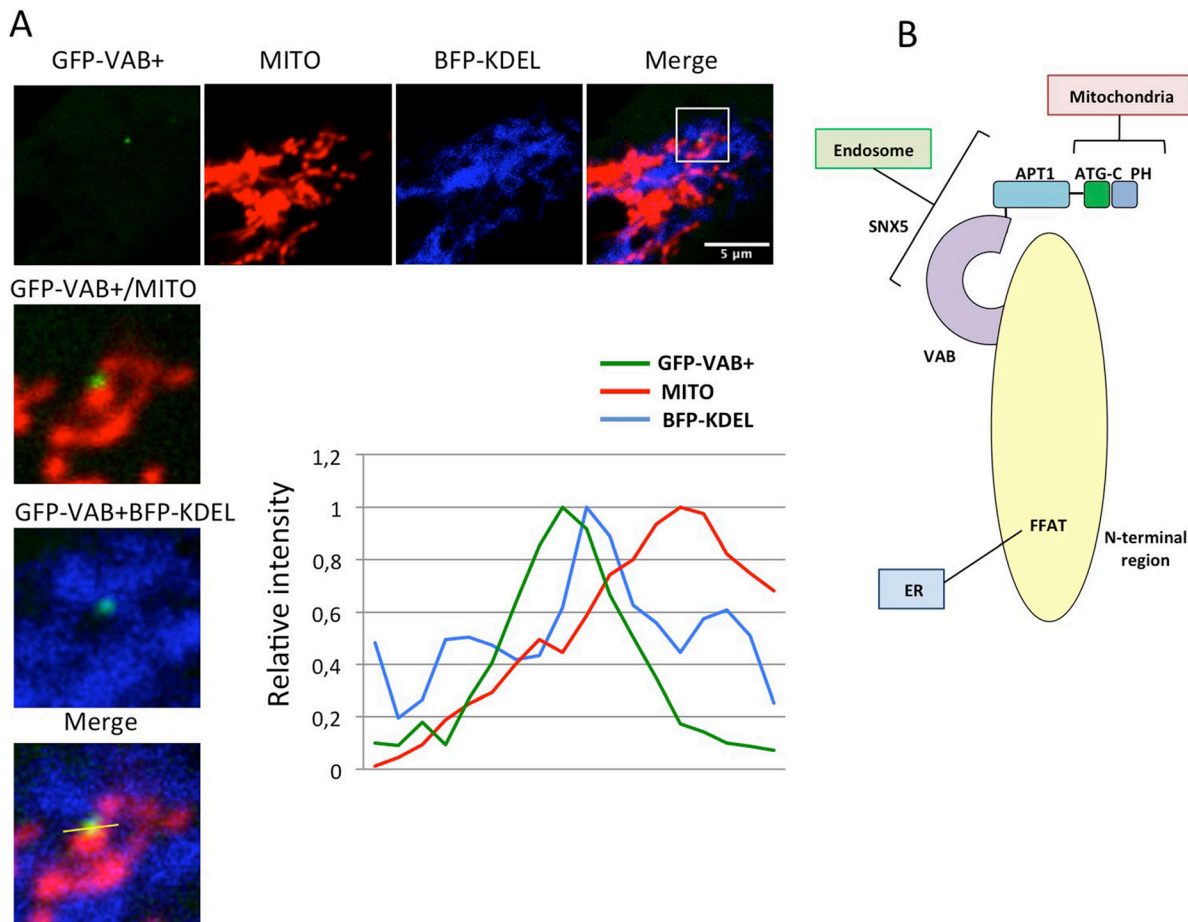 A
GFP-VAB+
MITO
BFP-KDEL
Merge
5 μm
GFP-VAB+/MITO
GFP-VAB+BFP-KDEL
Merge
GFP-VAB+
MITO
BFP-KDEL
Relative intensity
1,2
1
0,8
0,6
0,4
0,2
0
B
Mitochondria
Endosome
APT1
ATG-C PH
SNX5
VAB
FFAT
N-terminal
region
ER